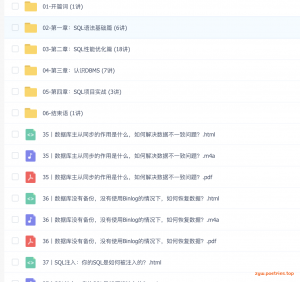 01-开篇词 (1讲)
02-第一章：SQL语法基础篇 (6讲)
03-第二章：SQL性能优化篇 (18讲)
04-第三章：认识DBMS (7讲)
05-第四章：SQL项目实战 (3讲)
06-结束语 (1讲)
35丨数据库主从同步的作用是什么，如何解决数据不一致问题？.html
35丨数据库主从同步的作用是什么，如何解决数据不一致问题？.m4a
35丨数据库主从同步的作用是什么，如何解决数据不一致问题？.pdf
36丨数据库没有备份，没有使用Binlog的情况下，如何恢复数据？.html
36丨数据库没有备份，没有使用Binlog的情况下，如何恢复数据？.m4a
36丨数据库没有备份，没有使用Binlog的情况下，如何恢复数据？.pdf
37丨SQL注入：你的SQL是如何被注入的？.html